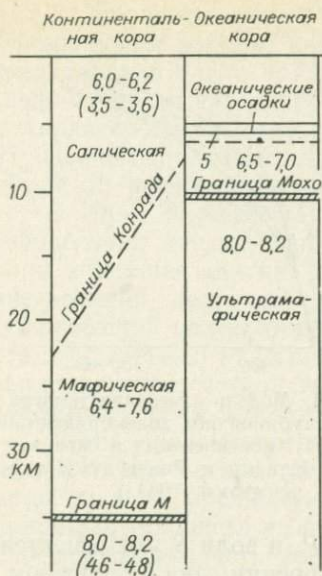 Континенталь-
ная кора
Океаническая
кора
6,0-6,2
(3,5-3,6)
Салическая
Граница Конрада
Мафическая
6,4-7,6
Граница М
8,0-8,2
(4,6-4,8)
Океанические
осадки
5 6,5-7,0
Граница Мохо
8,0-8,2
Ультрама-
фическая
10
20
30
км